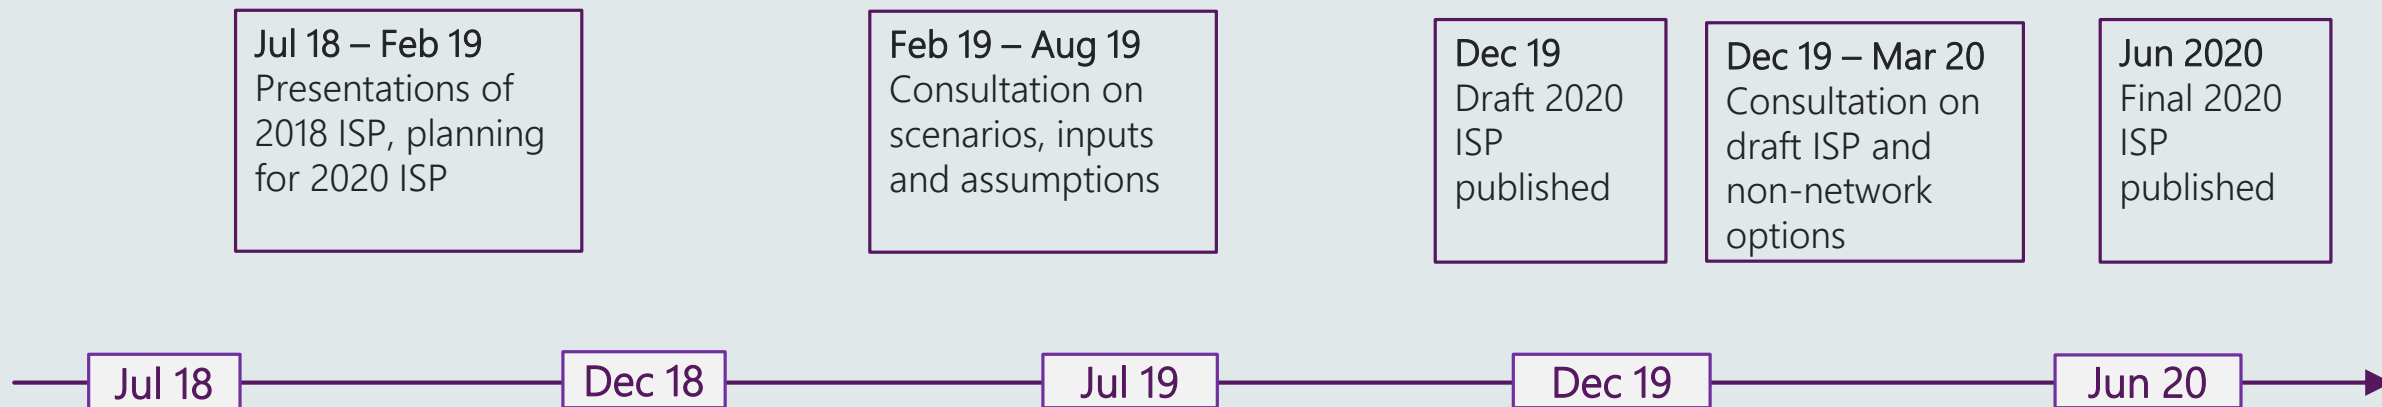 Jul 18 – Feb 19
Presentations of
2018 ISP, planning
for 2020 ISP
Feb 19 – Aug 19
Consultation on
scenarios, inputs
and assumptions
Dec 19
Draft 2020
ISP
published
Dec 19 – Mar 20
Consultation on
draft ISP and
non-network
options
Jun 2020
Final 2020
ISP
published
Jul 18
Dec 18
Jul 19
Dec 19
Jun 20